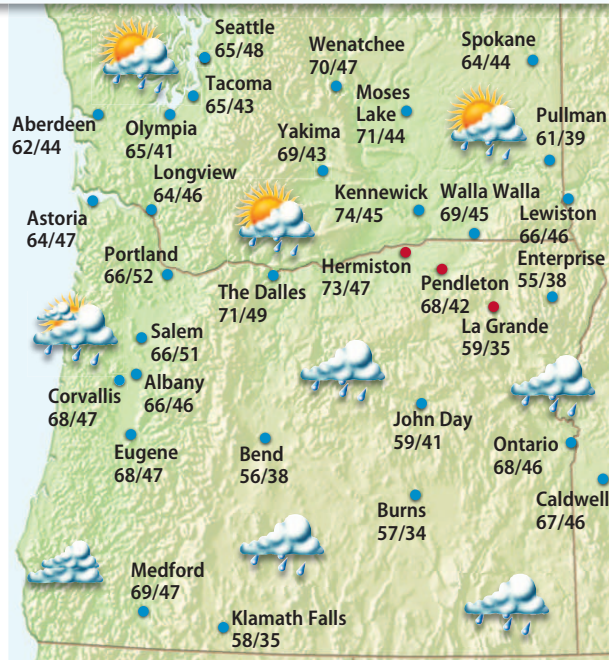 Seattle
65/48
Wenatchee
70/47
Spokane
64/44
Tacoma
65/43
Moses
Lake
71/44
Pullman
61/39
Aberdeen
62/44
Olympia
65/41
Yakima
69/43
Longview
64/46
Kennewick
74/45
Walla Walla
69/45
Lewiston
66/46
Astoria
64/47
Portland
66/52
The Dalles
71/49
Hermiston
73/47
Pendleton
68/42
Enterprise
55/38
La Grande
59/35
Salem
66/51
Corvallis
68/47
Albany
66/46
John Day
59/41
Eugene
68/47
Bend
56/38
Ontario
68/46
Caldwell
67/46
Burns
57/34
Medford
69/47
Klamath Falls
58/35